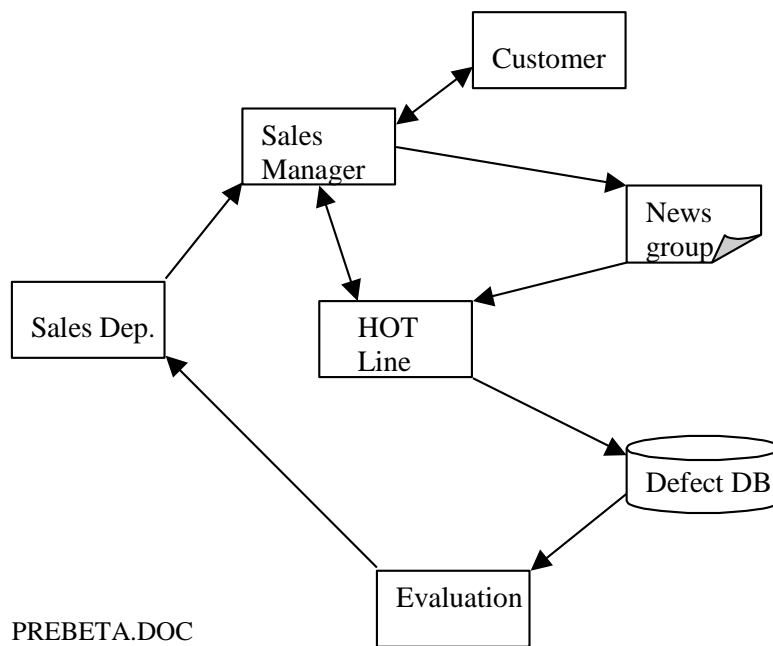 Customer
Sales
Manager
News
group
Sales Dep.
HOT
Line
Defect DB
Evaluation
PREBETA.DOC